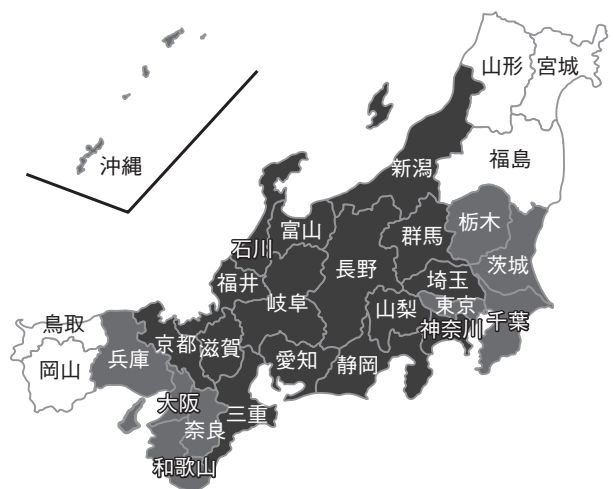 山形
宮城
沖縄
新潟
福島
栃木
富山
群馬
石川
茨城
長野
福井
埼玉
岐阜
東京
山梨
鳥取
神奈川
千葉
京都
滋賀
兵庫
愛知
静岡
岡山
大阪
三重
奈良
和歌山